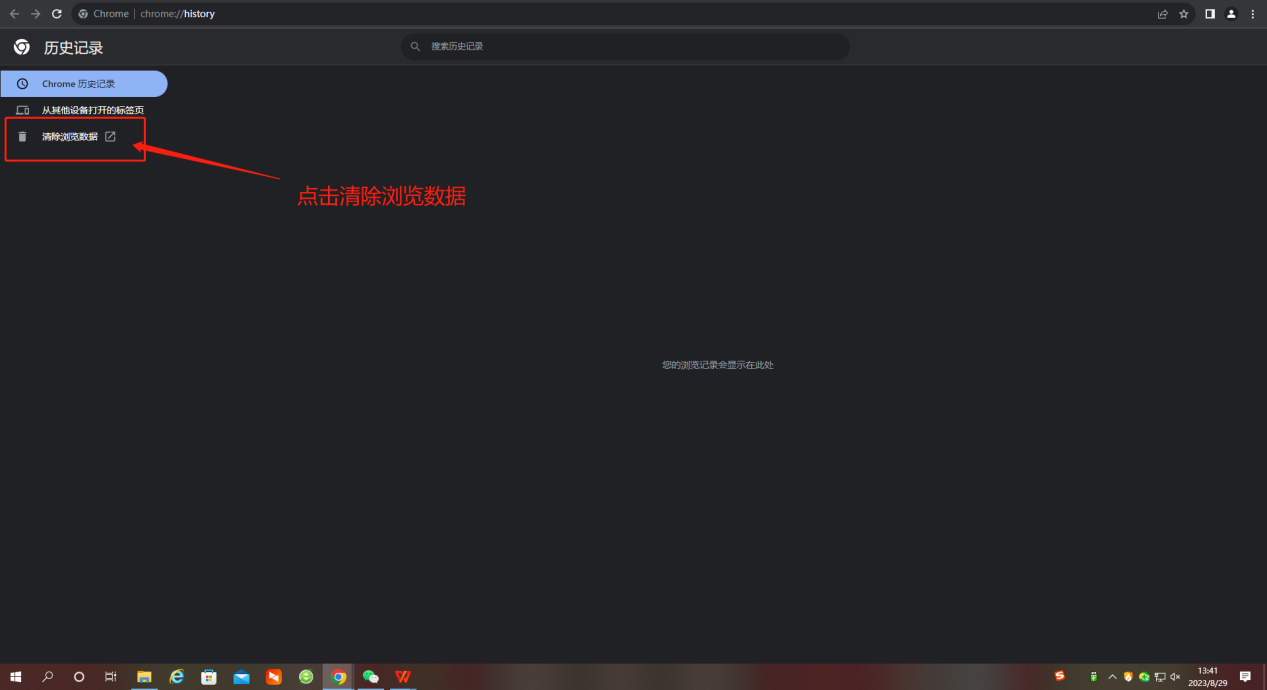 Chrome | chrome://history
历史记录
搜索历史记录
Chrome 历史记录
从其他设备打开的标签页
清除浏览数据
点击清除浏览数据
您的浏览记录会显示在此处
13:41
2023/8/29